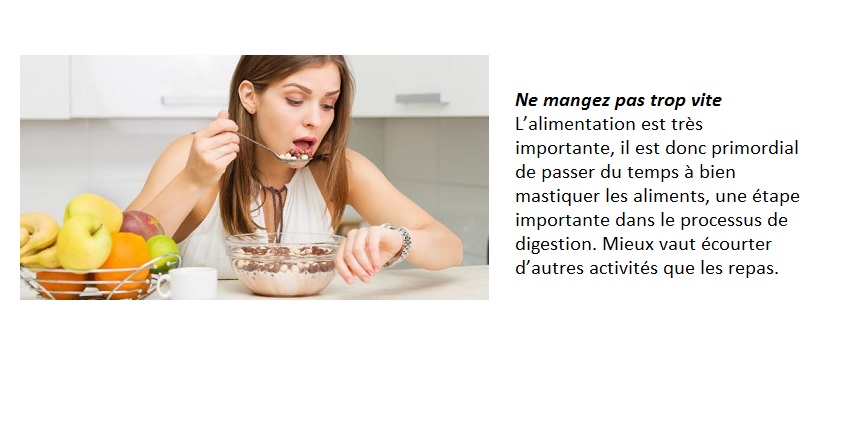 Ne mangez pas trop vite
L’alimentation est très
importante, il est donc primordial
de passer du temps à bien
mastiquer les aliments, une étape
importante dans le processus de
digestion. Mieux vaut écourter
d’autres activités que les repas.